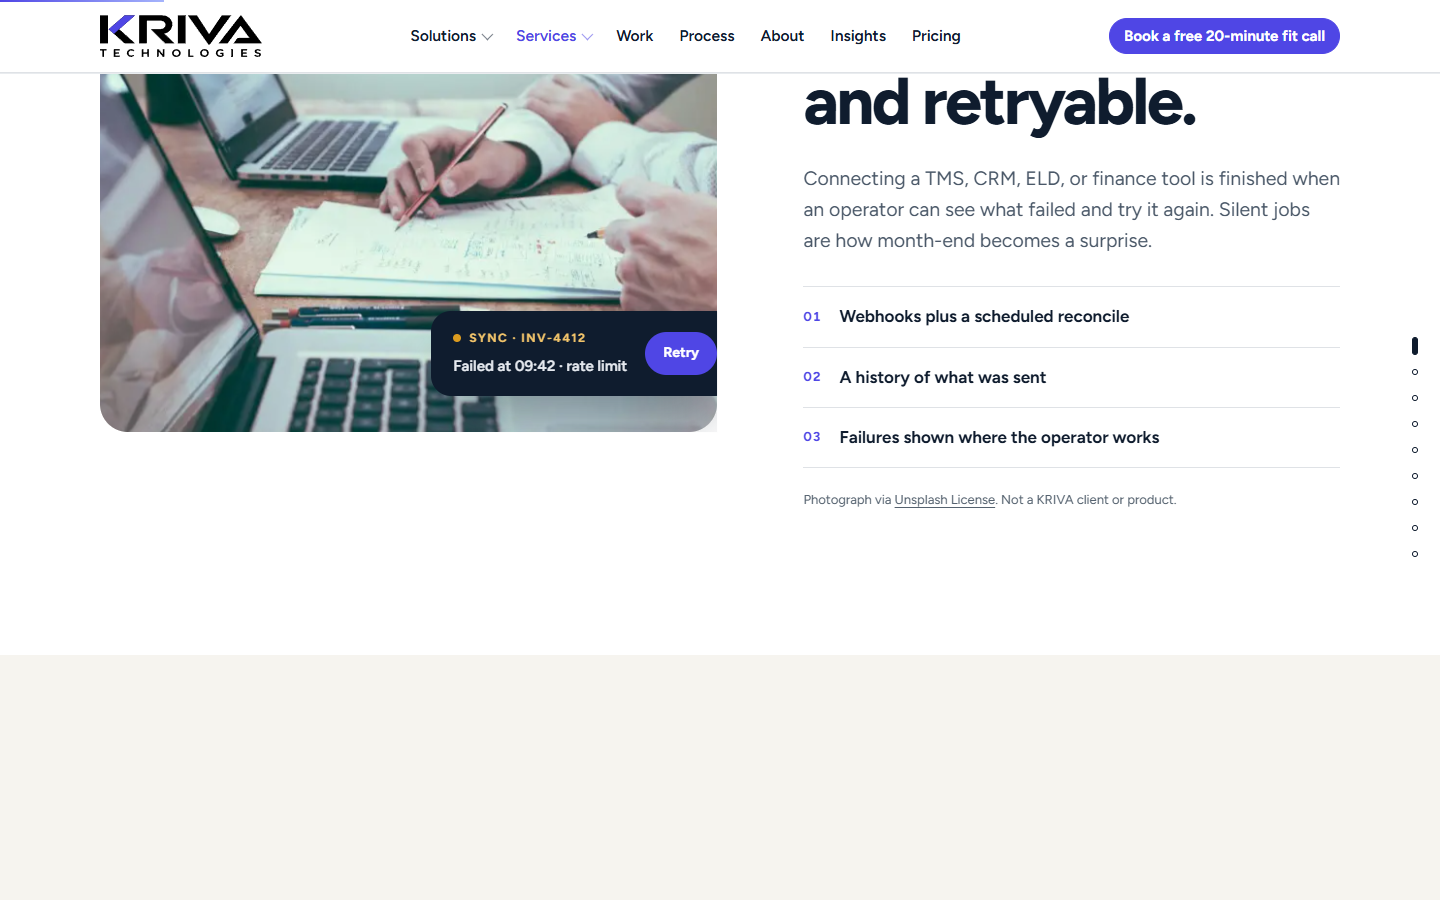 KRIVA
TECHNOLOGIES
Solutions
Services
Work
Process
About
Insights
Pricing
Book a free 20-minute fit call
SYNC · INV-4412
Failed at 09:42 · rate limit
Retry
and retryable.
Connecting a TMS, CRM, ELD, or finance tool is finished when
an operator can see what failed and try it again. Silent jobs
are how month-end becomes a surprise.
01 Webhooks plus a scheduled reconcile
02 A history of what was sent
03 Failures shown where the operator works
Photograph via Unsplash License. Not a KRIVA client or product.